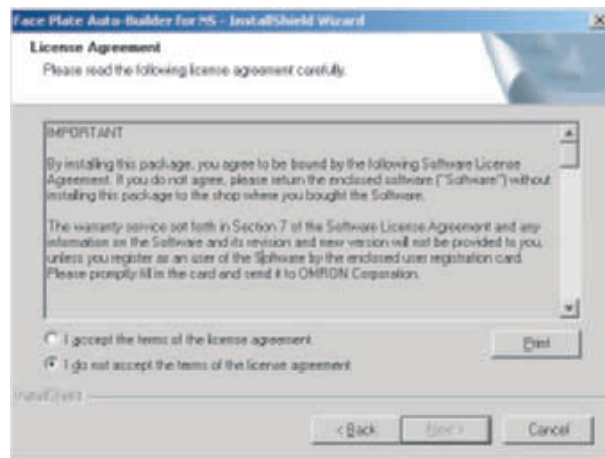 Face Plate Auto-Builder for NS - InstallShield Wizard
License Agreement
Please read the following license agreement carefully.
IMPORTANT
By installing this package, you agree to be bound by the following Software License
Agreement. If you do not agree, please return the enclosed software ("Software") without
installing this package to the shop where you bought the Software.
The warranty service set forth in Section 7 of the Software License Agreement and any
information on the Software and its revision and new version will not be provided to you,
unless you register as an user of the Software by the enclosed user registration card.
Please promptly fill in the card and send it to OMRON Corporation.
I accept the terms of the license agreement
Print
I do not accept the terms of the license agreement
InstallShield
< Back
Next >
Cancel